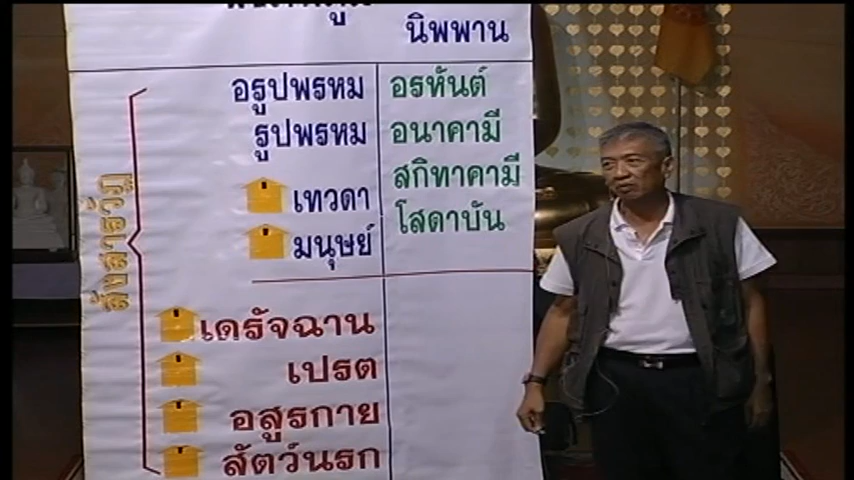 นิพพาน
อรูปพรหม อรหันต์
รูปพรหม อนาคามี
เทวดา สกิทาคามี
มนุษย์ โสดาบัน
สังสารวัฏ
เดรัจฉาน
เปรต
อสูรกาย
สัตว์นรก